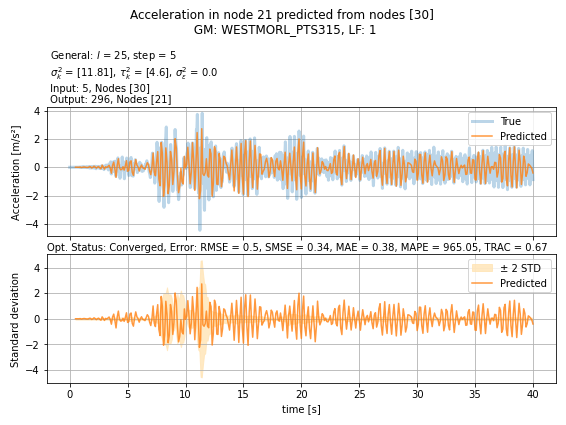 Acceleration in node 21 predicted from nodes [30]
GM: WESTMORL_PTS315, LF: 1
General: l = 25, step = 5
σ²ₖ = [11.81], τ²ₖ = [4.6], σ²ε = 0.0
Input: 5, Nodes [30]
Output: 296, Nodes [21]
4
2
0
−2
−4
Acceleration [m/s²]
True
Predicted
Opt. Status: Converged, Error: RMSE = 0.5, SMSE = 0.34, MAE = 0.38, MAPE = 965.05, TRAC = 0.67
4
2
0
−2
−4
Standard deviation
± 2 STD
Predicted
0 5 10 15 20 25 30 35 40
time [s]